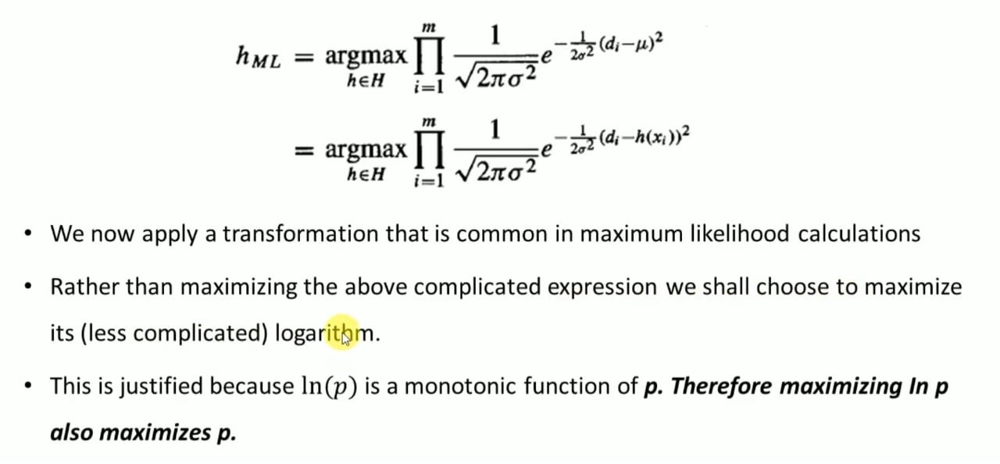 h_{ML} = \underset{h \in H}{\text{argmax}} \prod_{i=1}^{m} \frac{1}{\sqrt{2\pi\sigma^2}} e^{-\frac{1}{2\sigma^2}(d_i-\mu)^2}
= \underset{h \in H}{\text{argmax}} \prod_{i=1}^{m} \frac{1}{\sqrt{2\pi\sigma^2}} e^{-\frac{1}{2\sigma^2}(d_i-h(x_i))^2}
• We now apply a transformation that is common in maximum likelihood calculations
• Rather than maximizing the above complicated expression we shall choose to maximize
its (less complicated) logarithm.
• This is justified because ln(p) is a monotonic function of p. Therefore maximizing In p
also maximizes p.